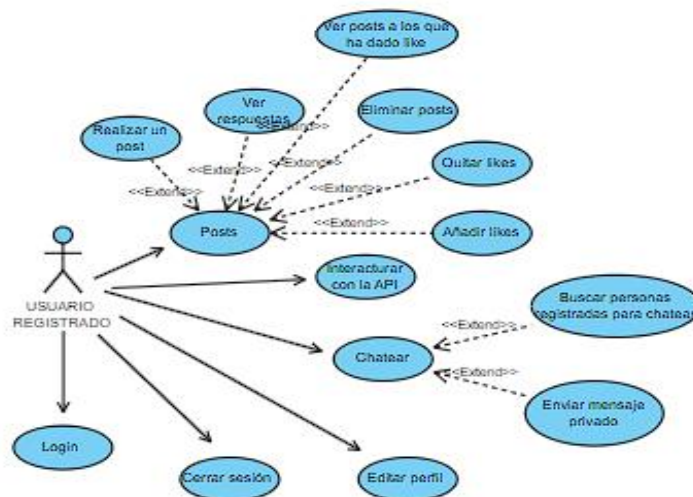 Ver posts a los que
ha dado like
Ver
respuestas
Eliminar posts
Realizar un
post
<<Extend>>
<<Extend>>
<<Extend>>
<<Extend>>
<<Extend>>
<<Extend>>
Quitar likes
Posts
Añadir likes
USUARIO
REGISTRADO
Interacturar
con la API
Buscar personas
registradas para chatear
<<Extend>>
Chatear
<<Extend>>
Enviar mensaje
privado
Login
Cerrar sesión
Editar perfil